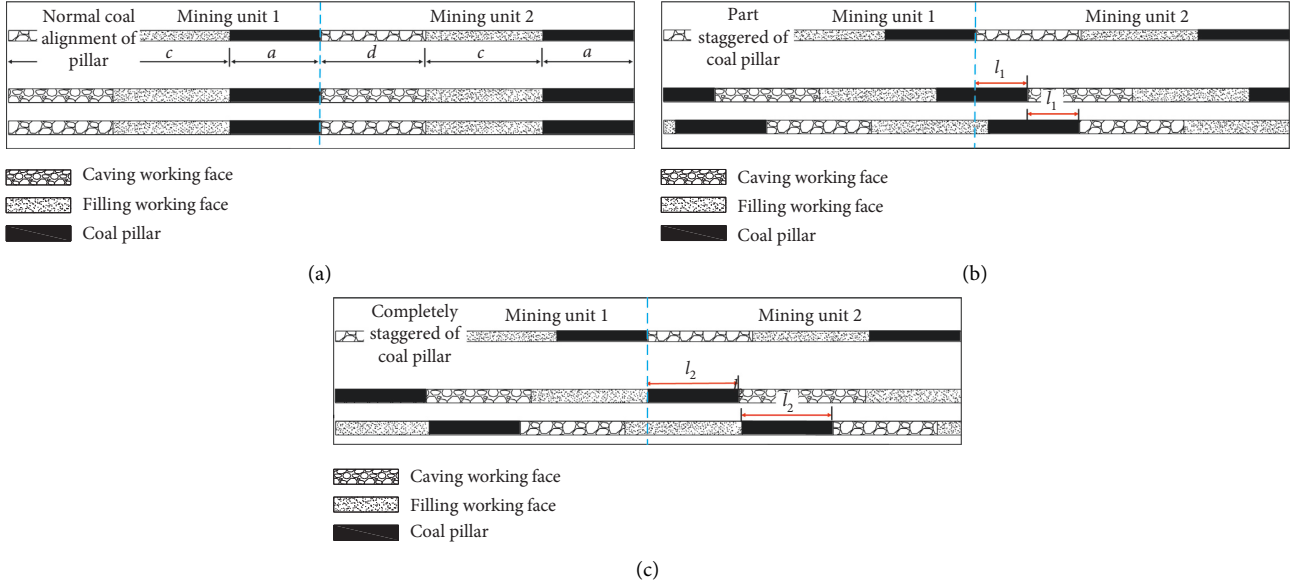 Normal coal
alignment of
pillar
Mining unit 1
Mining unit 2
c
a
d
c
a
Caving working face
Filling working face
Coal pillar
(a)
Part
staggered of
coal pillar
Mining unit 1
Mining unit 2
l1
l1
Caving working face
Filling working face
Coal pillar
(b)
Completely
staggered of
coal pillar
Mining unit 1
Mining unit 2
l2
l2
Caving working face
Filling working face
Coal pillar
(c)